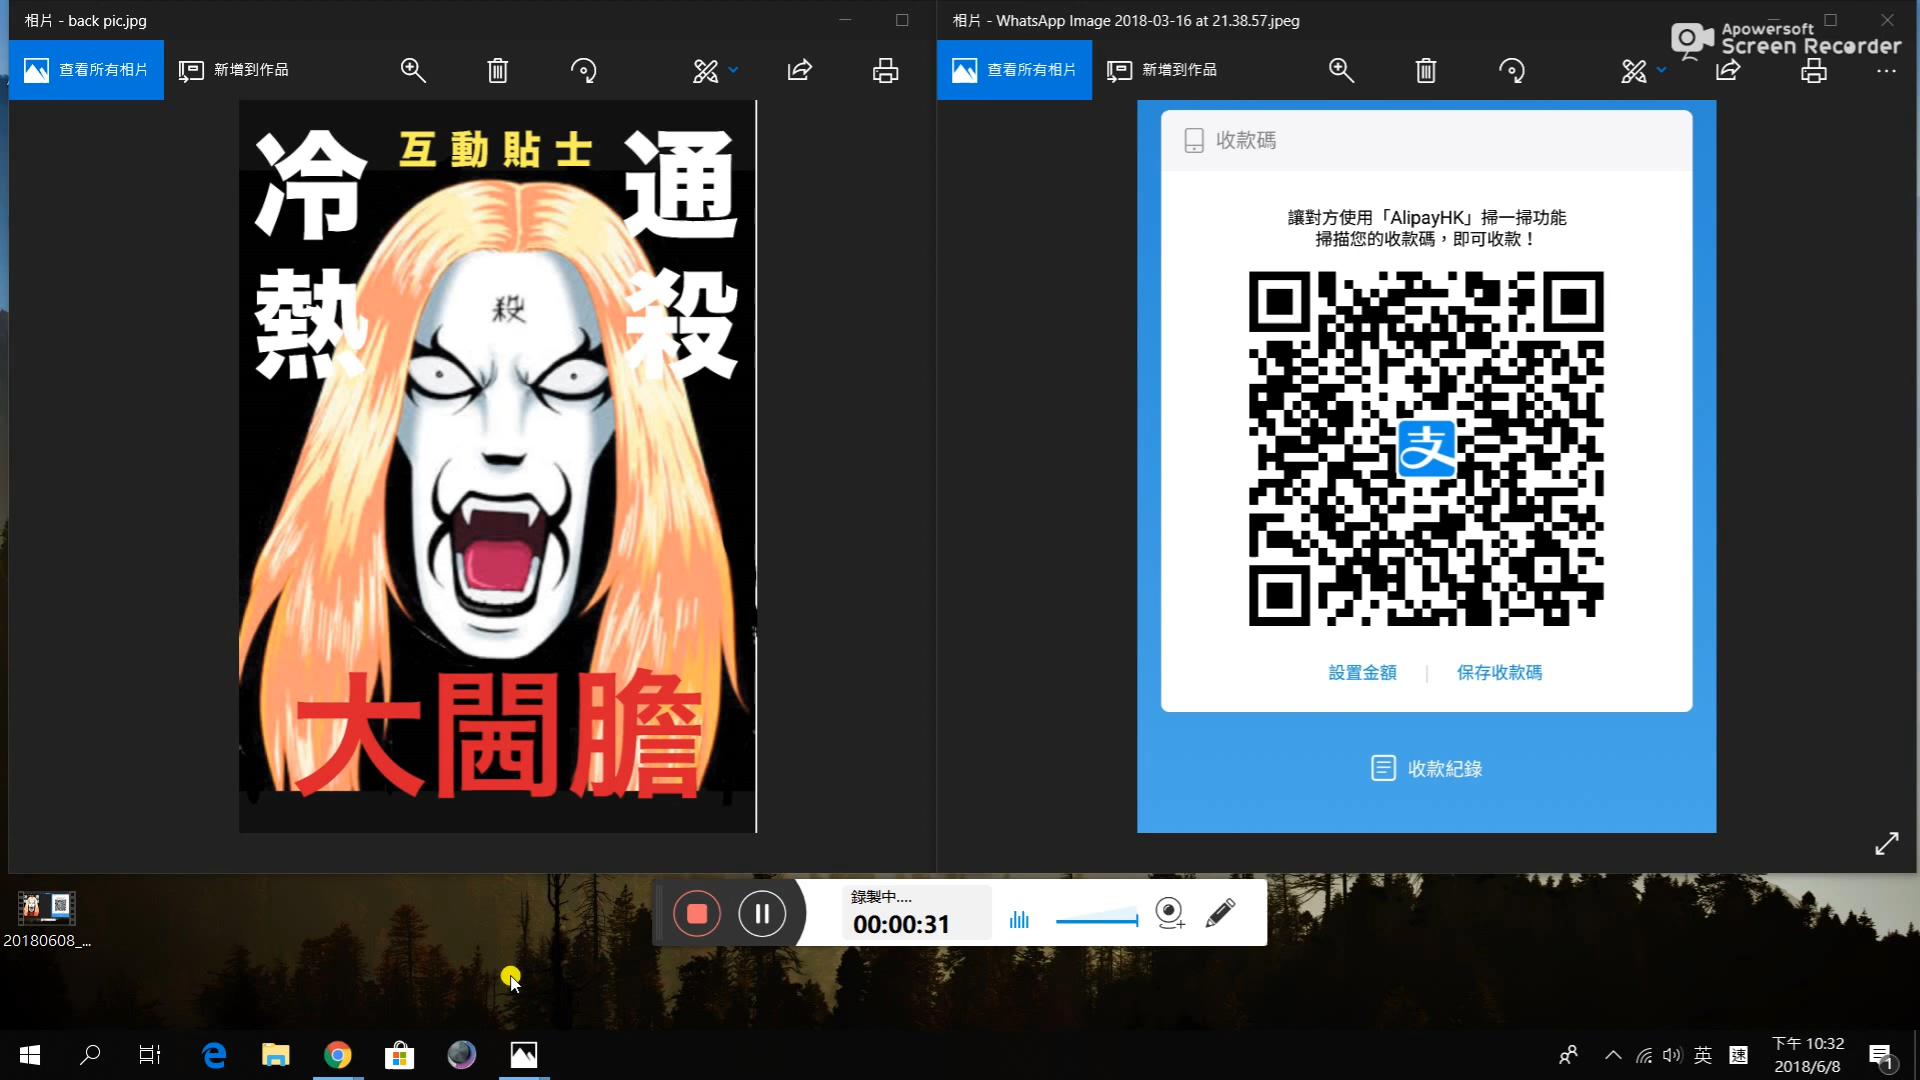 相片 - back pic.jpg
查看所有相片
新增到作品
互動貼士
冷熱
通殺
殺
大閪膽
相片 - WhatsApp Image 2018-03-16 at 21.38.57.jpeg
Apowersoft
Screen Recorder
查看所有相片
新增到作品
收款碼
讓對方使用「AlipayHK」掃一掃功能
掃描您的收款碼，即可收款！
支
設置金額 | 保存收款碼
收款紀錄
20180608_...
錄製中....
00:00:31
英
速
下午 10:32
2018/6/8
1